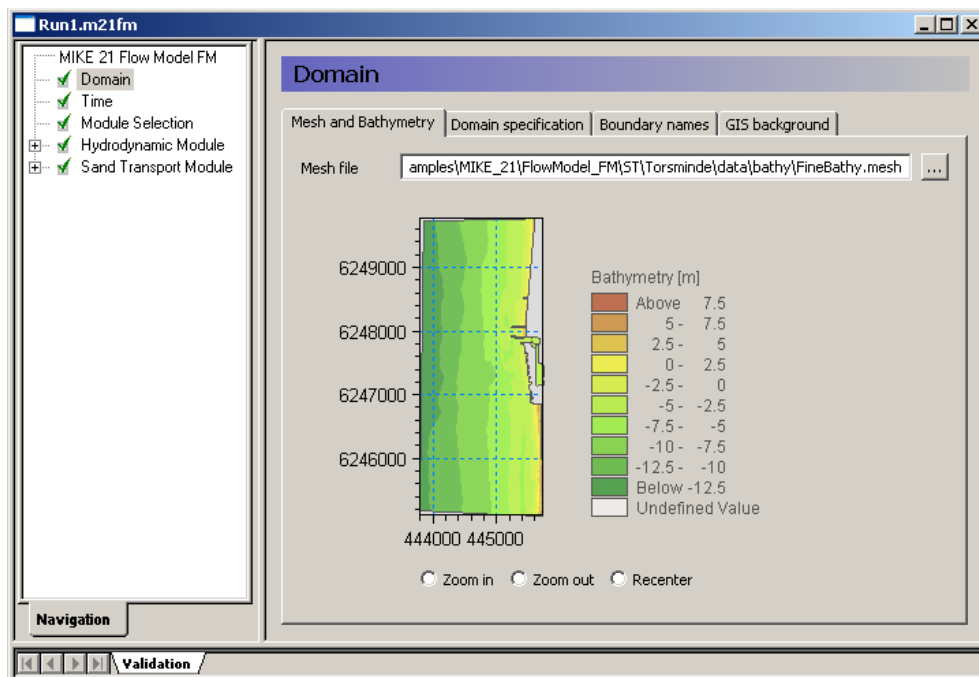 Run1.m21fm
MIKE 21 Flow Model FM
Domain
Time
Module Selection
Hydrodynamic Module
Sand Transport Module
Navigation
Domain
Mesh and Bathymetry
Domain specification
Boundary names
GIS background
Mesh file
amples\MIKE_21\FlowModel_FM\ST\Torsminde\data\bathy\FineBathy.mesh
...
6249000
6248000
6247000
6246000
444000 445000
Bathymetry [m]
Above 7.5
5 - 7.5
2.5 - 5
0 - 2.5
-2.5 - 0
-5 - -2.5
-7.5 - -5
-10 - -7.5
-12.5 - -10
Below -12.5
Undefined Value
Zoom in
Zoom out
Recenter
Validation